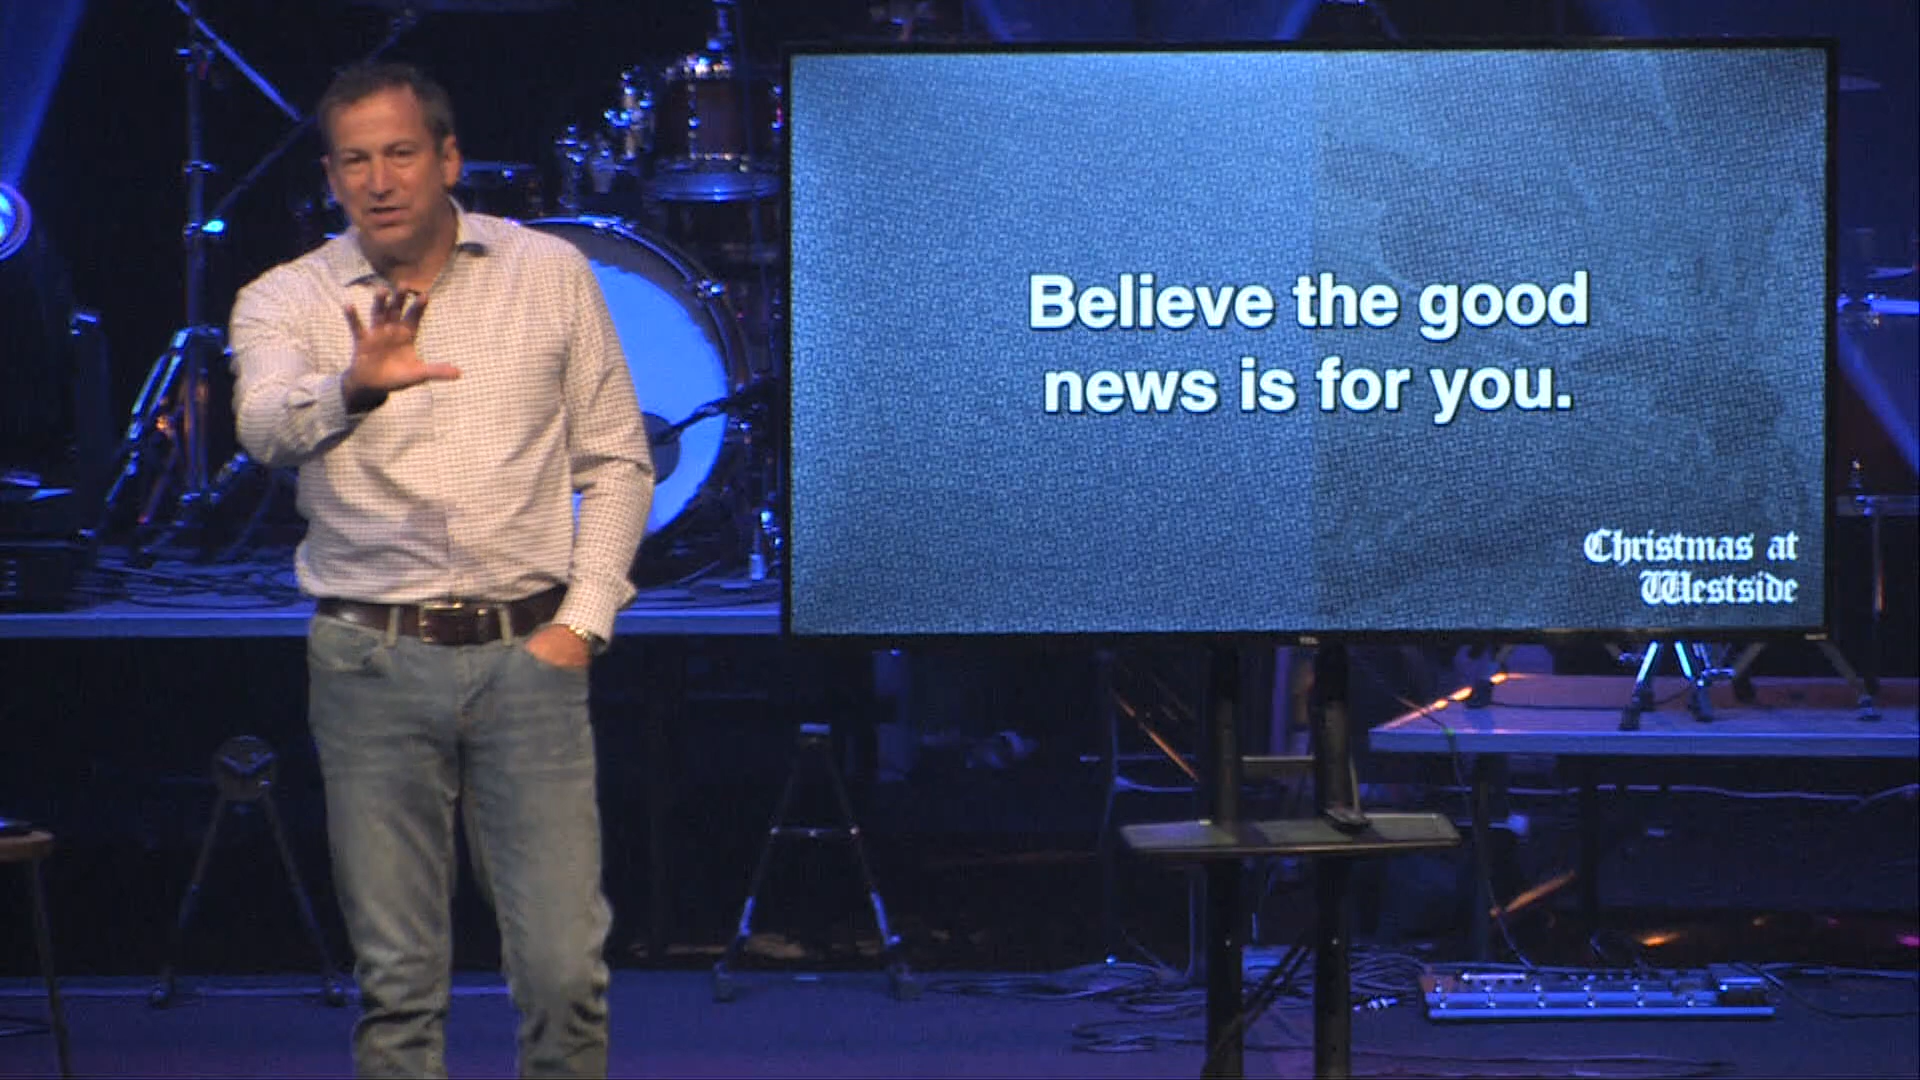 Believe the good
news is for you.
Christmas at
Westside